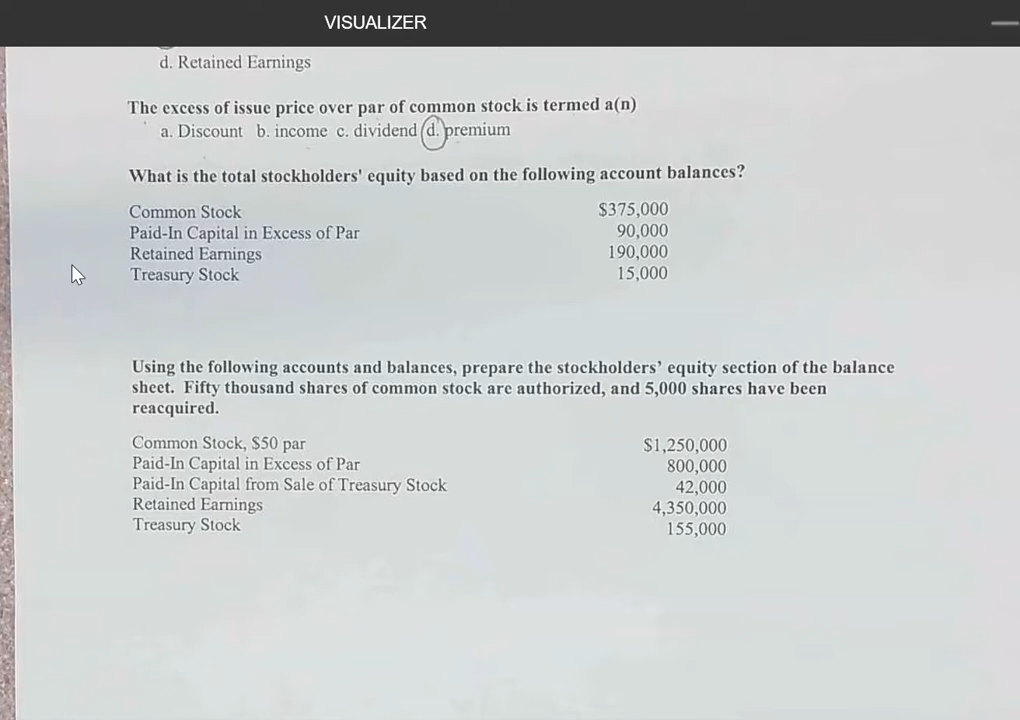 VISUALIZER
d. Retained Earnings
The excess of issue price over par of common stock is termed a(n)
a. Discount b. income c. dividend d. premium
What is the total stockholders' equity based on the following account balances?
Common Stock $375,000
Paid-In Capital in Excess of Par 90,000
Retained Earnings 190,000
Treasury Stock 15,000
Using the following accounts and balances, prepare the stockholders’ equity section of the balance
sheet. Fifty thousand shares of common stock are authorized, and 5,000 shares have been
reacquired.
Common Stock, $50 par $1,250,000
Paid-In Capital in Excess of Par 800,000
Paid-In Capital from Sale of Treasury Stock 42,000
Retained Earnings 4,350,000
Treasury Stock 155,000